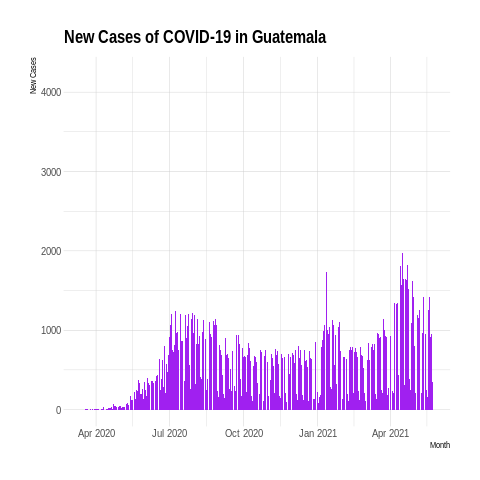 New Cases of COVID-19 in Guatemala
New Cases
4000
3000
2000
1000
0
Apr 2020 Jul 2020 Oct 2020 Jan 2021 Apr 2021
Month